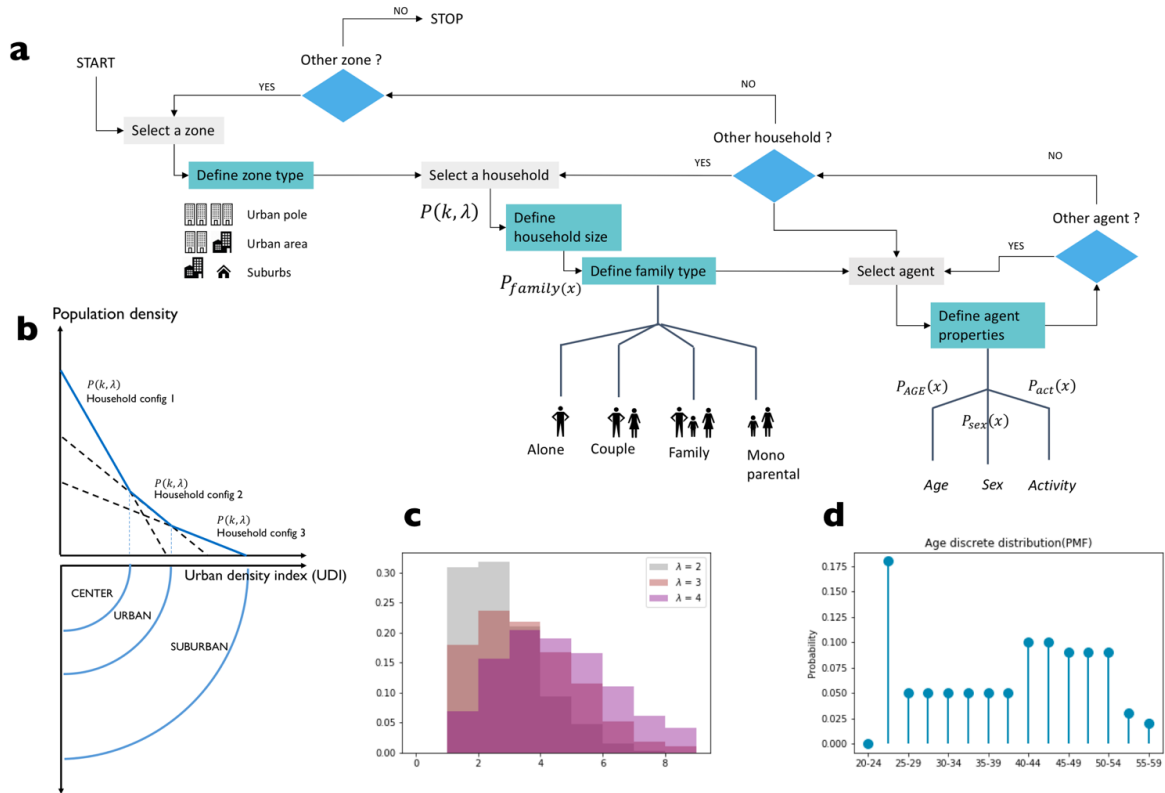 a
NO
STOP
Other zone ?
START
YES
NO
Select a zone
Other household ?
NO
YES
Define zone type
Select a household
P(k, λ)
Other agent ?
Urban pole
Define
household size
Urban area
YES
Suburbs
Define family type
Select agent
P_family(x)
Define agent
properties
P_AGE(x)
P_act(x)
P_sex(x)
Alone
Couple
Family
Mono
parental
Age
Sex
Activity
b
Population density
P(k, λ)
Household config 1
P(k, λ)
Household config 2
P(k, λ)
Household config 3
Urban density index (UDI)
CENTER
URBAN
SUBURBAN
c
λ = 2
λ = 3
λ = 4
0.30
0.25
0.20
0.15
0.10
0.05
0.00
0 2 4 6 8
d
Age discrete distribution(PMF)
Probability
0.175
0.150
0.125
0.100
0.075
0.050
0.025
0.000
20-24 25-29 30-34 35-39 40-44 45-49 50-54 55-59